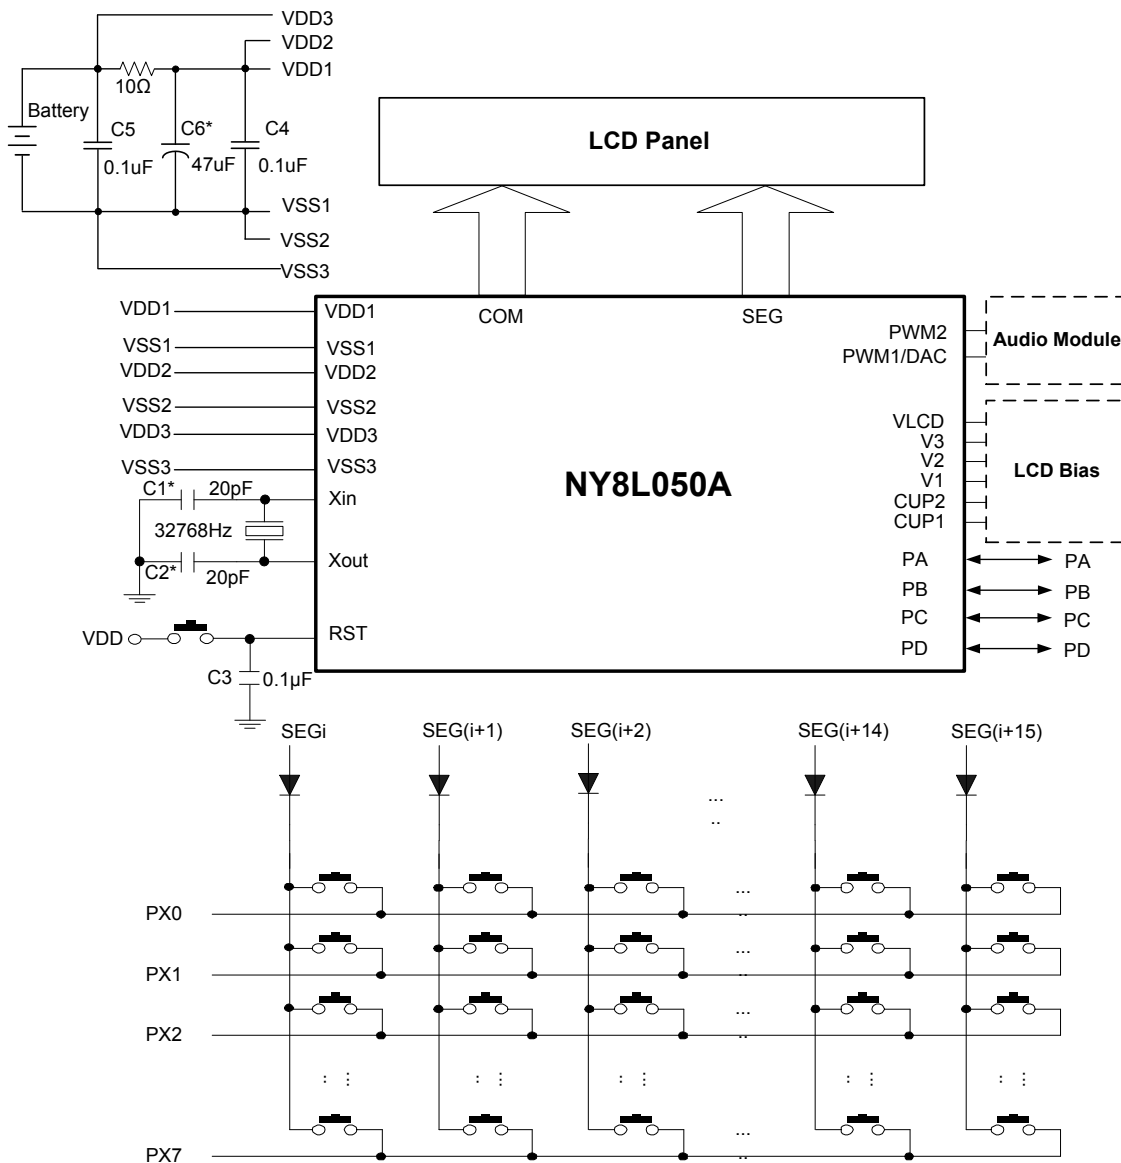 VDD3
VDD2
VDD1
10Ω
Battery
C5
0.1uF
C6*
47uF
C4
0.1uF
VSS1
VSS2
VSS3
LCD Panel
COM
SEG
VDD1
VDD1
VSS1
VSS1
VDD2
VDD2
VSS2
VSS2
VDD3
VDD3
VSS3
VSS3
C1*
20pF
Xin
32768Hz
C2*
20pF
Xout
VDD
RST
C3
0.1µF
NY8L050A
PWM2
PWM1/DAC
Audio Module
VLCD
V3
V2
V1
CUP2
CUP1
LCD Bias
PA
PA
PB
PB
PC
PC
PD
PD
SEGi
SEG(i+1)
SEG(i+2)
SEG(i+14)
SEG(i+15)
...
..
...
PX0
..
...
PX1
..
...
PX2
..
: :
: :
: :
: :
: :
...
PX7
..